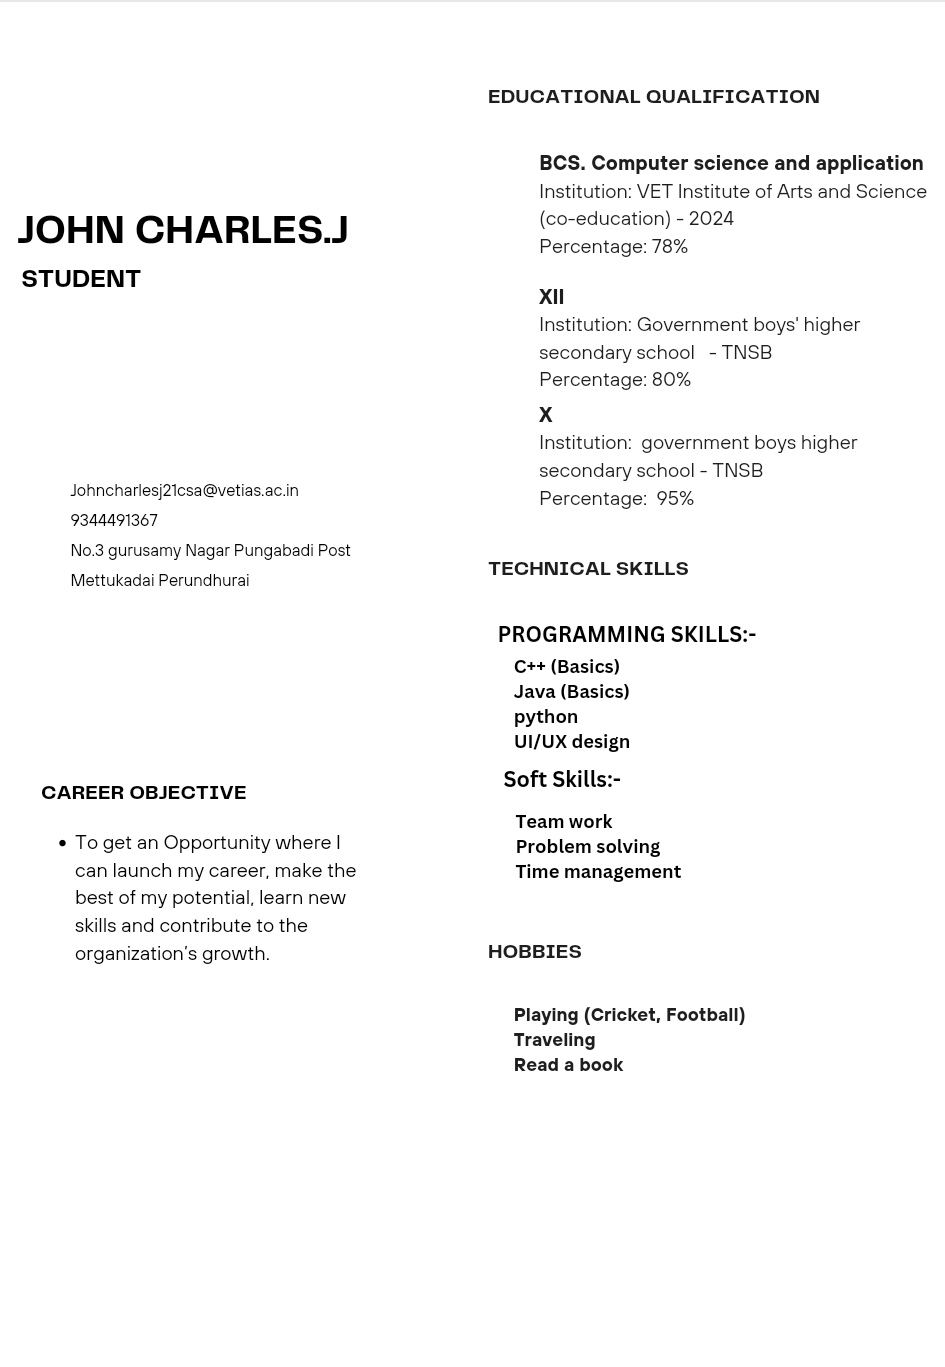 JOHN CHARLES.J
STUDENT
Johncharlesj21csa@vetias.ac.in
9344491367
No.3 gurusamy Nagar Pungabadi Post
Mettukadai Perundhurai
CAREER OBJECTIVE
• To get an Opportunity where I
can launch my career, make the
best of my potential, learn new
skills and contribute to the
organization's growth.
EDUCATIONAL QUALIFICATION
BCS. Computer science and application
Institution: VET Institute of Arts and Science
(co-education) - 2024
Percentage: 78%
XII
Institution: Government boys' higher
secondary school - TNSB
Percentage: 80%
X
Institution: government boys higher
secondary school - TNSB
Percentage: 95%
TECHNICAL SKILLS
PROGRAMMING SKILLS:-
C++ (Basics)
Java (Basics)
python
UI/UX design
Soft Skills:-
Team work
Problem solving
Time management
HOBBIES
Playing (Cricket, Football)
Traveling
Read a book